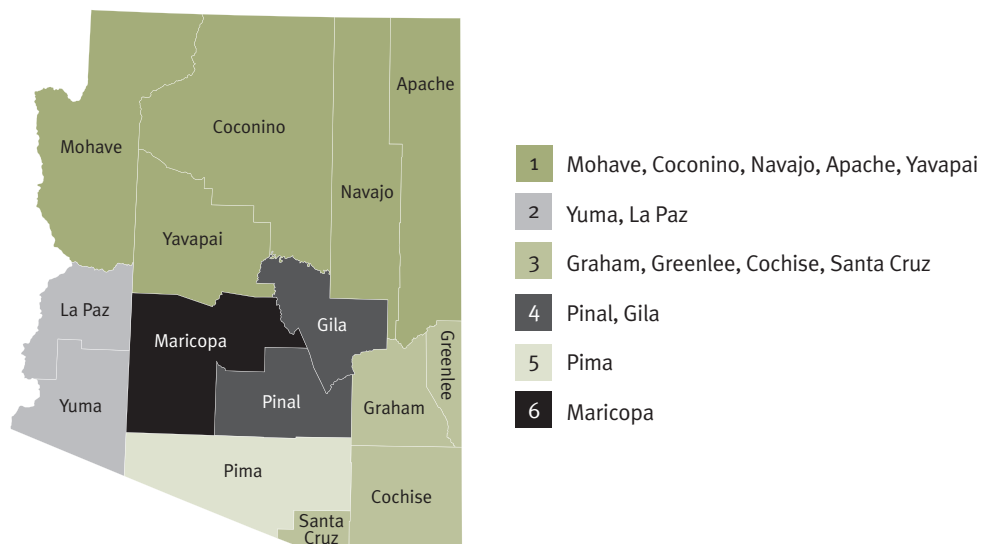 Apache
Coconino
Mohave
Navajo
Yavapai
La Paz
Gila
Maricopa
Greenlee
Yuma
Pinal
Graham
Pima
Cochise
Santa
Cruz
1 Mohave, Coconino, Navajo, Apache, Yavapai
2 Yuma, La Paz
3 Graham, Greenlee, Cochise, Santa Cruz
4 Pinal, Gila
5 Pima
6 Maricopa